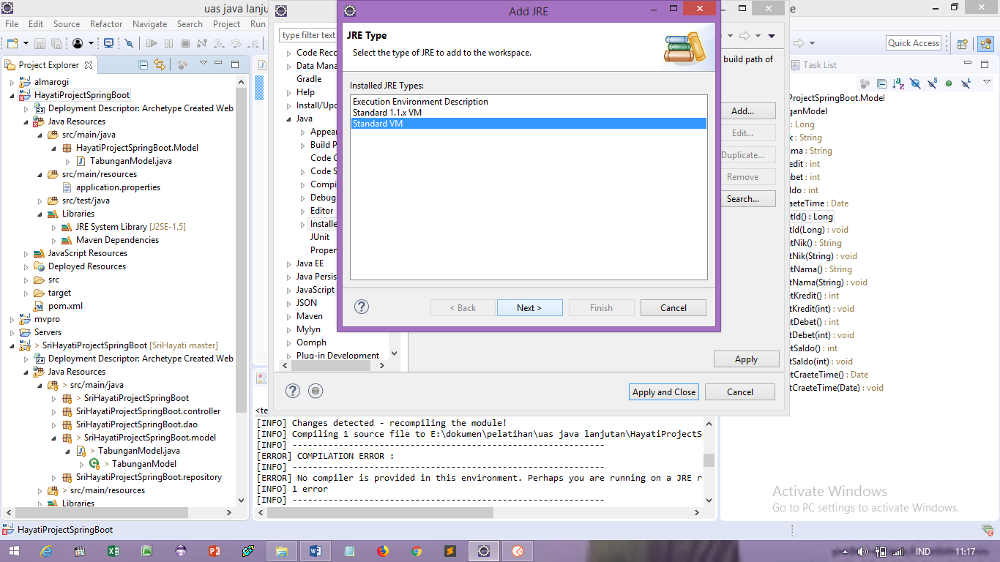 uas java lanju
Add JRE
e
File Edit Source Refactor Navigate Search Project Run
Quick Access
Project Explorer
almarogi
HayatiProjectSpringBoot
Deployment Descriptor: Archetype Created Web
Java Resources
src/main/java
HayatiProjectSpringBoot.Model
TabunganModel.java
src/main/resources
application.properties
src/test/java
Libraries
JRE System Library [J2SE-1.5]
Maven Dependencies
JavaScript Resources
Deployed Resources
src
target
pom.xml
mvpro
Servers
> SriHayatiProjectSpringBoot [SriHayati master]
Deployment Descriptor: Archetype Created Web
Java Resources
> src/main/java
> SriHayatiProjectSpringBoot
SriHayatiProjectSpringBoot.controller
SriHayatiProjectSpringBoot.dao
> SriHayatiProjectSpringBoot.model
> TabunganModel.java
> TabunganModel
SriHayatiProjectSpringBoot.repository
> src/main/resources
Libraries
HayatiProjectSpringBoot
type filter text
Code Reco
Data Mana
Gradle
Help
Install/Upd
Java
Appear
Build P
Code C
Code S
Compi
Debug
Editor
Installe
JUnit
Proper
Java EE
Java Persis
JavaScript
JSON
Maven
Mylyn
Oomph
Plug-in Development
JRE Type
Select the type of JRE to add to the workspace.
Installed JRE Types:
Execution Environment Description
Standard 1.1.x VM
Standard VM
< Back
Next >
Finish
Cancel
build path of
Add...
Edit...
Duplicate...
Remove
Search...
Apply
Apply and Close
Cancel
<te
[INFO] Changes detected - recompiling the module!
[INFO] Compiling 1 source file to E:\dokumen\pelatihan\uas java lanjutan\HayatiProjectS
[INFO] -------------------------------------------------------------
[ERROR] COMPILATION ERROR :
[INFO] -------------------------------------------------------------
[ERROR] No compiler is provided in this environment. Perhaps you are running on a JRE r
[INFO] 1 error
[INFO] -------------------------------------------------------------
Task List
ProjectSpringBoot.Model
ganModel
: Long
k : String
ama : String
redit : int
ebet : int
ldo : int
raeteTime : Date
etId() : Long
tId(Long) : void
etNik() : String
tNik(String) : void
etNama() : String
tNama(String) : void
etKredit() : int
tKredit(int) : void
etDebet() : int
tDebet(int) : void
etSaldo() : int
tSaldo(int) : void
etCraeteTime() : Date
tCraeteTime(Date) : void
Activate Windows
Go to PC settings to activate Windows.
IND
11:17